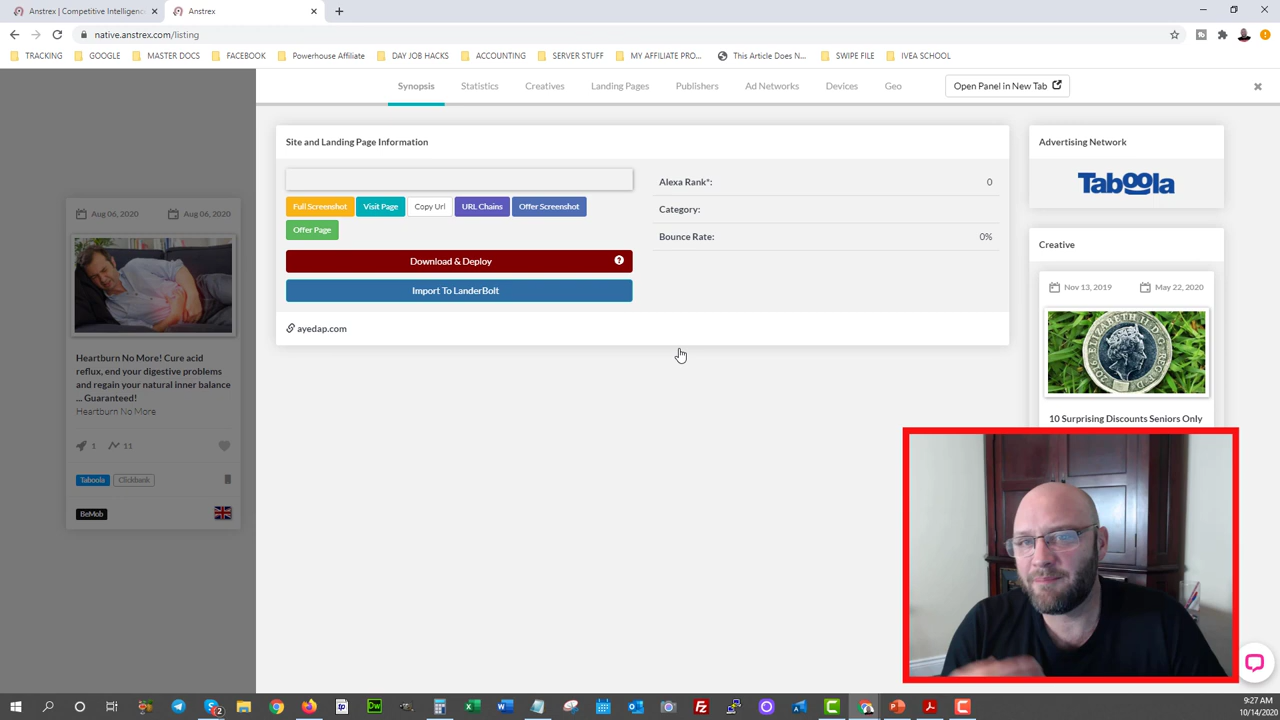 Anstrex | Competitive Intelligenc
Anstrex
native.anstrex.com/listing
TRACKING
GOOGLE
MASTER DOCS
FACEBOOK
Powerhouse Affiliate
DAY JOB HACKS
ACCOUNTING
SERVER STUFF
MY AFFILIATE PRO...
This Article Does N...
SWIPE FILE
IVEA SCHOOL
Synopsis
Statistics
Creatives
Landing Pages
Publishers
Ad Networks
Devices
Geo
Open Panel in New Tab
Site and Landing Page Information
Full Screenshot
Visit Page
Copy Url
URL Chains
Offer Screenshot
Offer Page
Download & Deploy
Import To LanderBolt
ayedap.com
Alexa Rank*:
0
Category:
Bounce Rate:
0%
Advertising Network
Taboola
Creative
Nov 13, 2019
May 22, 2020
ELIZABETH II D G REG F D
2016
10 Surprising Discounts Seniors Only
Aug 06, 2020
Aug 06, 2020
Heartburn No More! Cure acid
reflux, end your digestive problems
and regain your natural inner balance
... Guaranteed!
Heartburn No More
1
11
Taboola
Clickbank
BeMob
2
9:27 AM
10/14/2020